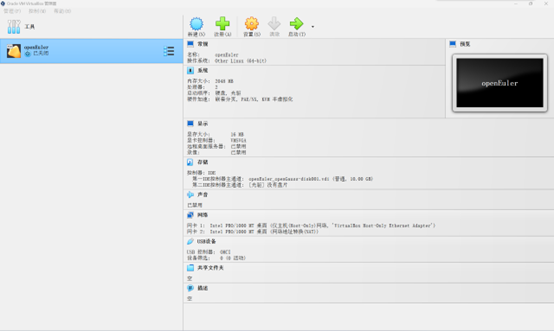 Oracle VM VirtualBox 管理器
管理(F) 控制(M) 帮助(H)
工具
新建(N) 注册(A) 设置(S) 清除 启动(T)
openEuler
已关闭
常规
名称: openEuler
操作系统: Other Linux (64-bit)
预览
openEuler
系统
内存大小: 2048 MB
处理器: 2
启动顺序: 硬盘, 光驱
硬件加速: 嵌套分页, PAE/NX, KVM 半虚拟化
显示
显存大小: 16 MB
显卡控制器: VMSVGA
远程桌面服务器: 已禁用
录像: 已禁用
存储
控制器: IDE
第一IDE控制器主通道:
第二IDE控制器主通道: [光驱] 没有盘片
声音
已禁用
网络
网卡 1: Intel PRO/1000 MT 桌面 (仅主机(Host-Only)网络, 'VirtualBox Host-Only Ethernet Adapter')
网卡 2: Intel PRO/1000 MT 桌面 (网络地址转换(NAT))
USB设备
USB 控制器: OHCI
设备筛选: 0 (0 活动)
共享文件夹
空
描述
空